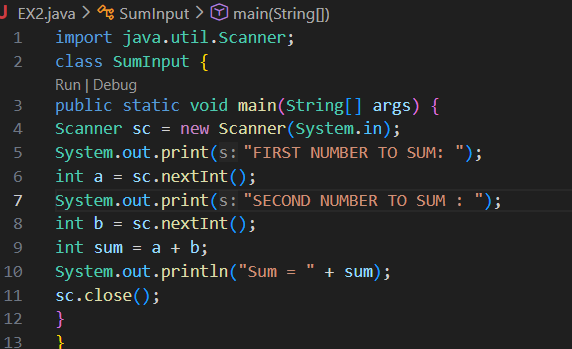 J EX2.java > SumInput > main(String[])
1 import java.util.Scanner;
2 class SumInput {
Run | Debug
3 public static void main(String[] args) {
4 Scanner sc = new Scanner(System.in);
5 System.out.print(s:"FIRST NUMBER TO SUM: ");
6 int a = sc.nextInt();
7 System.out.print(s:"SECOND NUMBER TO SUM : ");
8 int b = sc.nextInt();
9 int sum = a + b;
10 System.out.println("Sum = " + sum);
11 sc.close();
12 }
13 }